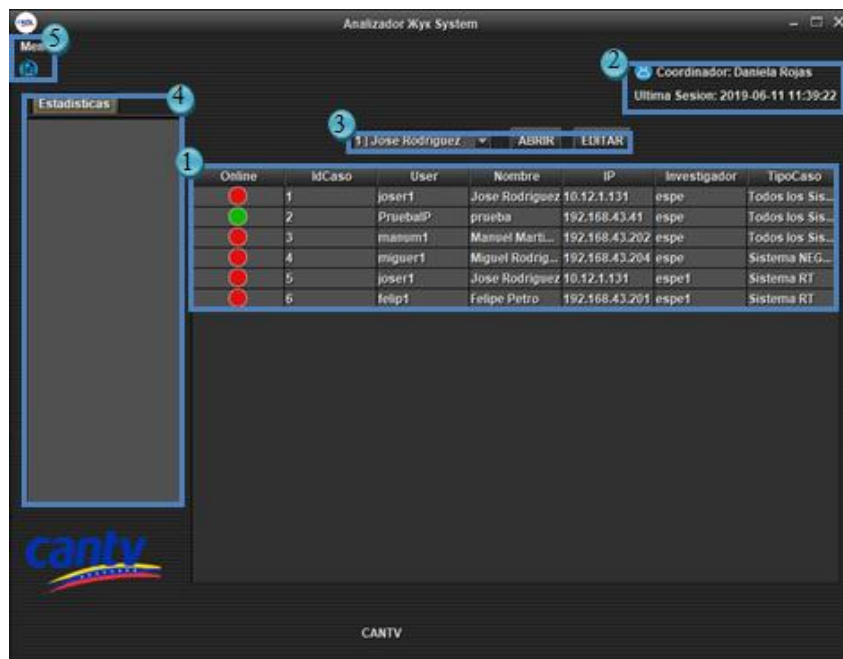 cantv
Analizador Жук System
5
Men
2
Coordinador: Daniela Rojas
Ultima Sesion: 2019-06-11 11:39:22
4
Estadisticas
3
1 ] Jose Rodriguez ABRIR EDITAR
1
Online IdCaso User Nombre IP Investigador TipoCaso
1 joser1 Jose Rodriguez 10.12.1.131 espe Todos los Sis...
2 PruebaIP prueba 192.168.43.41 espe Todos los Sis...
3 manum1 Manuel Marti... 192.168.43.202 espe Todos los Sis...
4 miguer1 Miguel Rodrig... 192.168.43.204 espe Sistema NEG...
5 joser1 Jose Rodriguez 10.12.1.131 espe1 Sistema RT
6 felip1 Felipe Petro 192.168.43.201 espe1 Sistema RT
cantv
CANTV